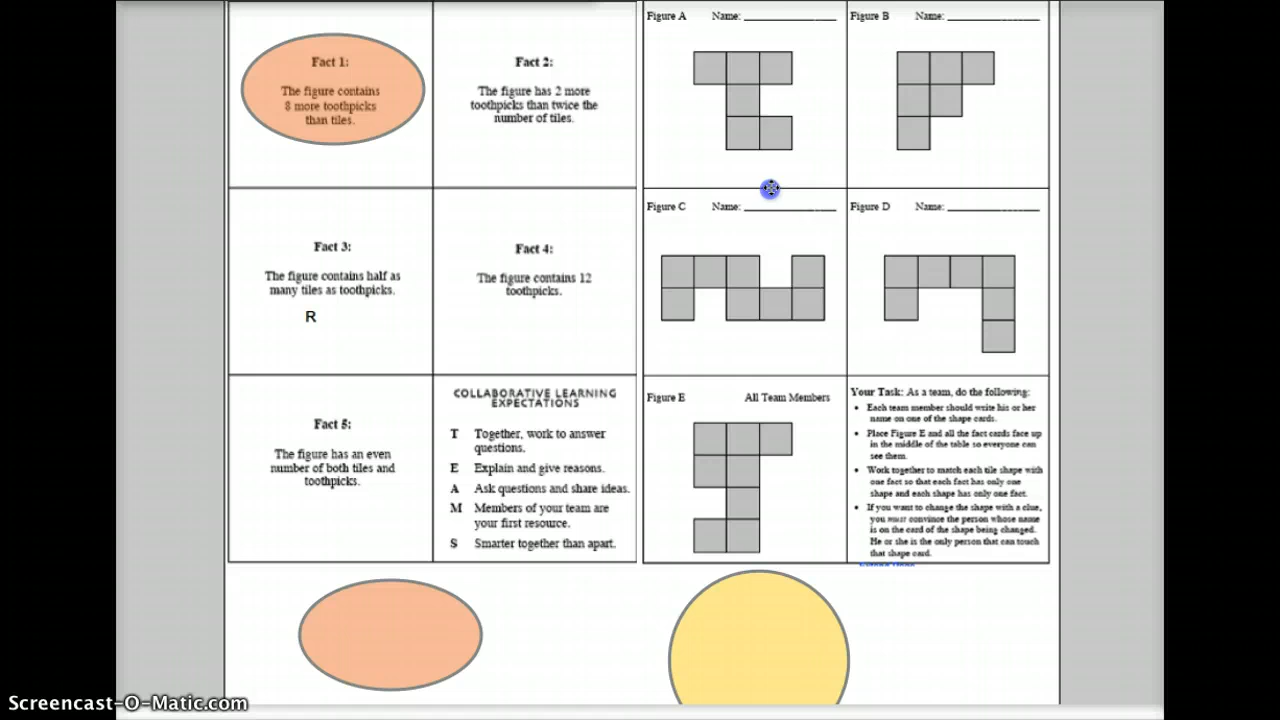 Fact 1:
The figure contains
8 more toothpicks
than tiles.
Fact 2:
The figure has 2 more
toothpicks than twice the
number of tiles.
Fact 3:
The figure contains half as
many tiles as toothpicks.
R
Fact 4:
The figure contains 12
toothpicks.
Fact 5:
The figure has an even
number of both tiles and
toothpicks.
COLLABORATIVE LEARNING
EXPECTATIONS
T Together, work to answer
questions.
E Explain and give reasons.
A Ask questions and share ideas.
M Members of your team are
your first resource.
S Smarter together than apart.
Figure A Name: ______________
Figure B Name: ______________
Figure C Name: ______________
Figure D Name: ______________
Figure E All Team Members
Your Task: As a team, do the following:
• Each team member should write his or her
name on one of the shape cards.
• Place Figure E and all the fact cards face up
in the middle of the table so everyone can
see them.
• Work together to match each tile shape with
one fact so that each fact has only one
shape and each shape has only one fact.
• If you want to change the shape with a clue,
you must convince the person whose name
is on the card of the shape being changed.
He or she is the only person that can touch
that shape card.
Screencast-O-Matic.com